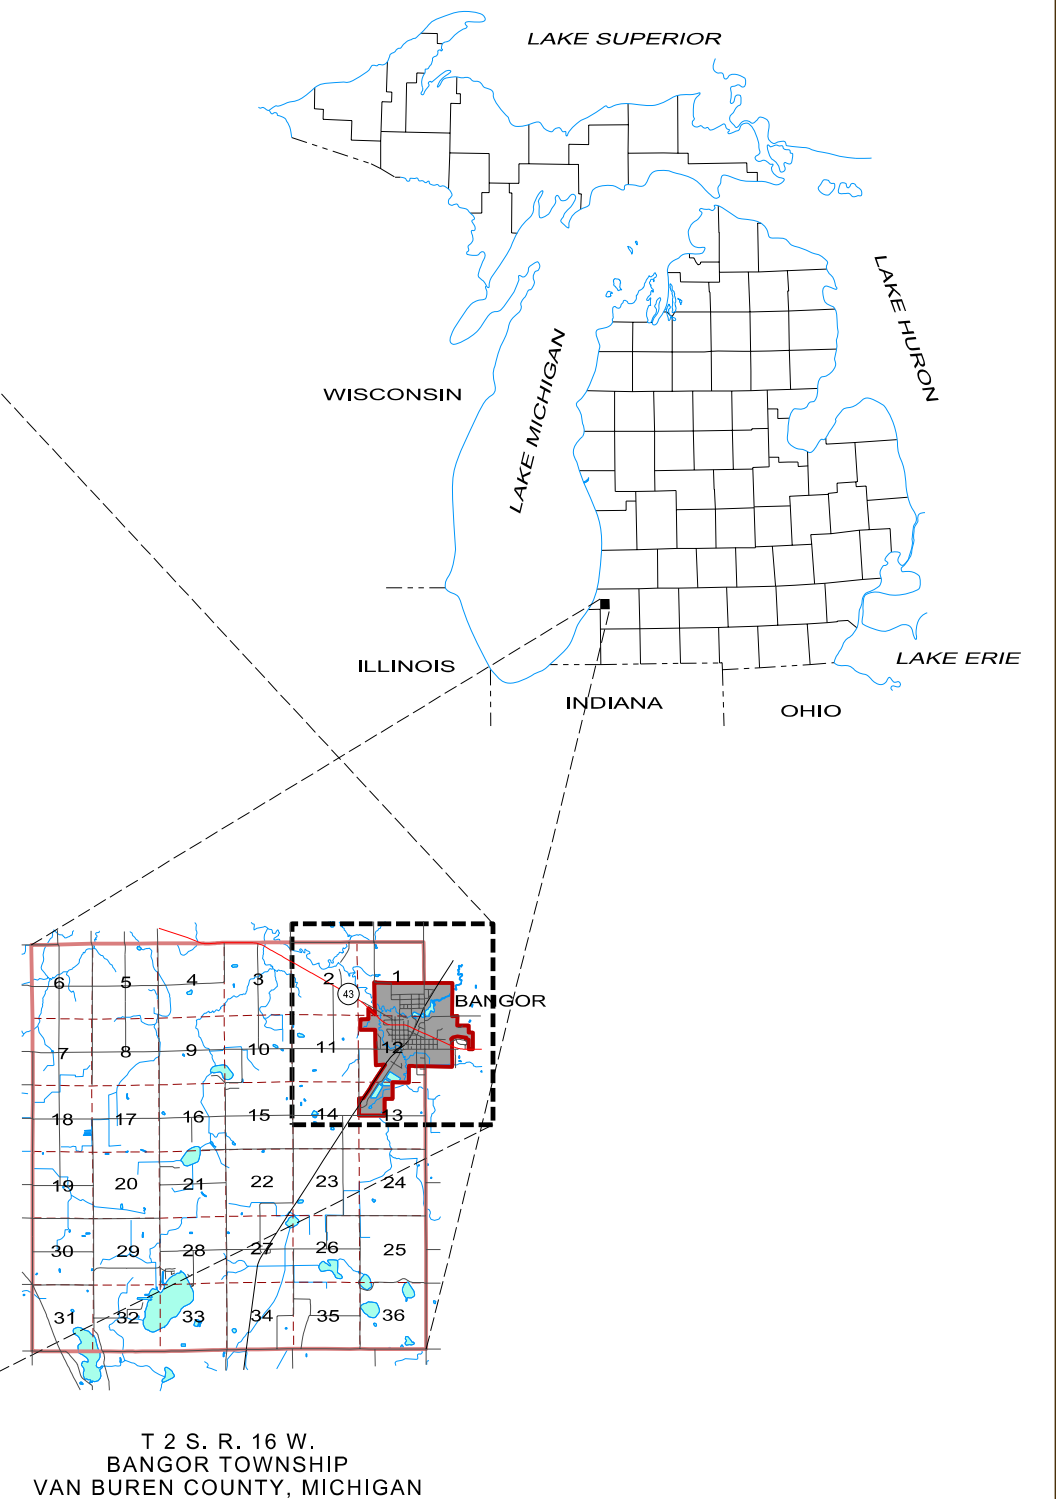 LAKE SUPERIOR
LAKE HURON
LAKE MICHIGAN
WISCONSIN
ILLINOIS
LAKE ERIE
INDIANA
OHIO
6 5 4 3 2 1
43
BANGOR
7 8 9 10 11 12
18 17 16 15 14 13
19 20 21 22 23 24
30 29 28 27 26 25
31 32 33 34 35 36
T 2 S. R. 16 W.
BANGOR TOWNSHIP
VAN BUREN COUNTY, MICHIGAN